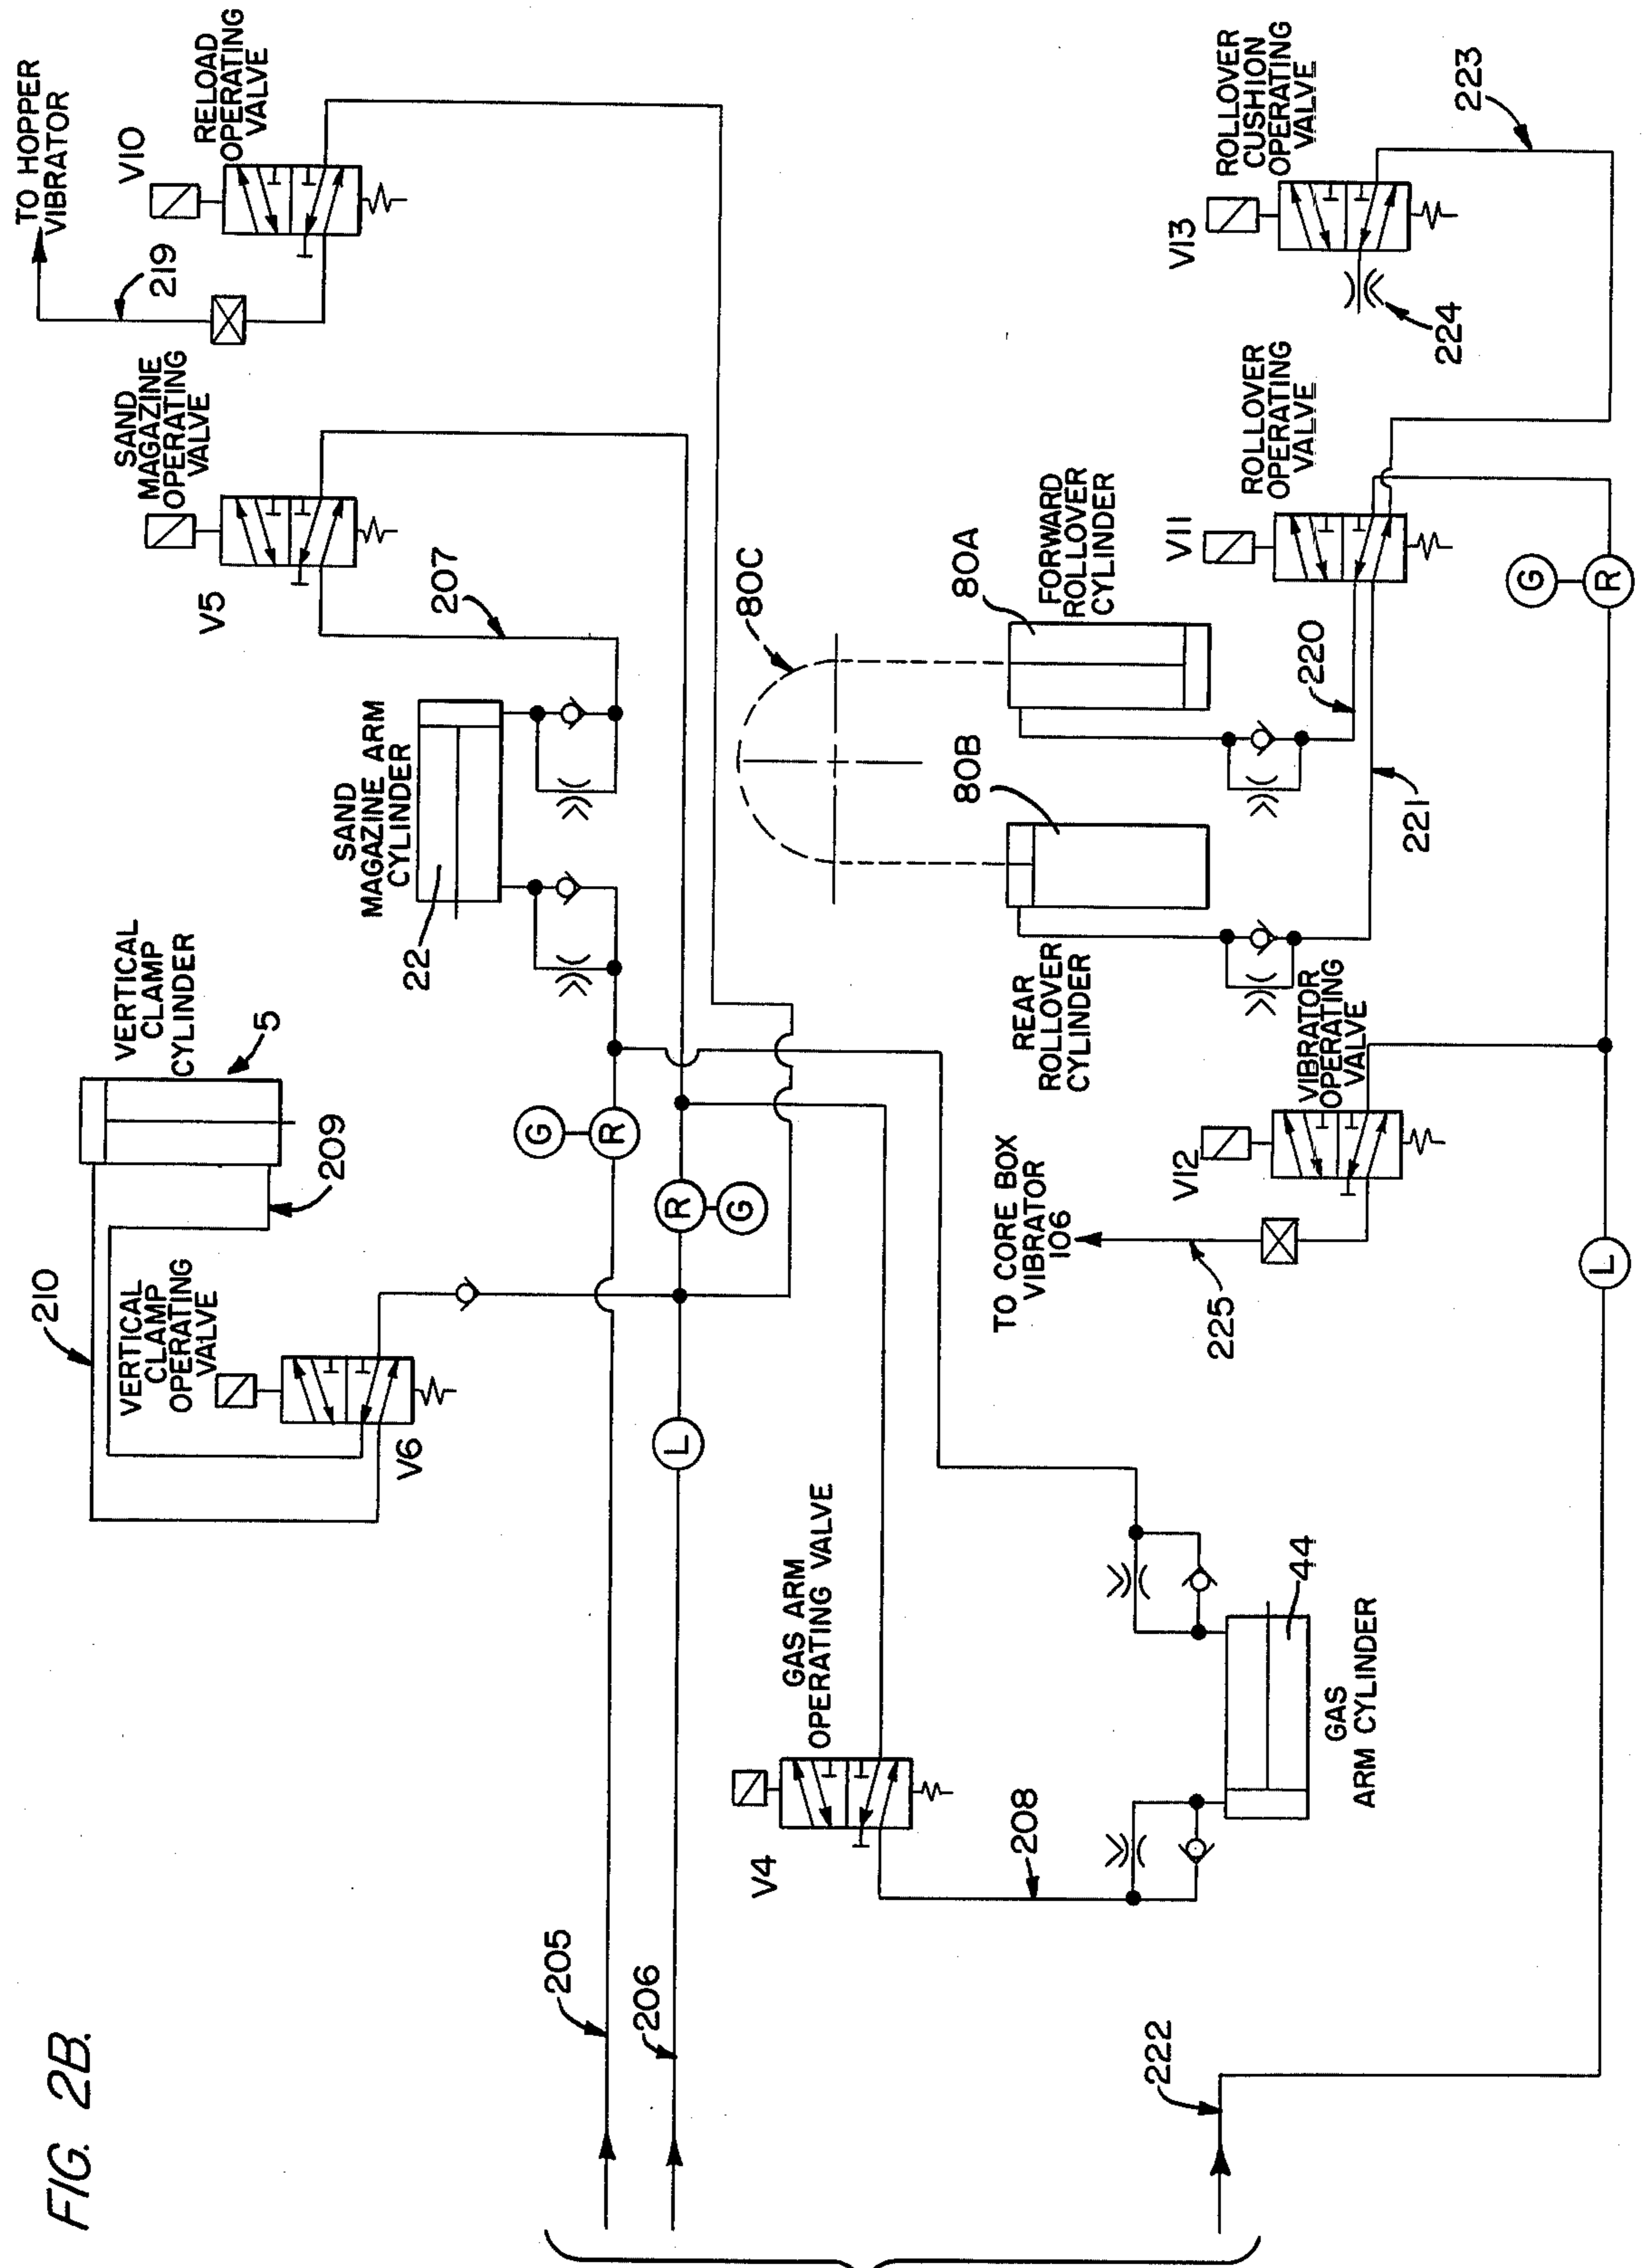 FIG. 2B.
TO HOPPER
VIBRATOR
219
V10
RELOAD
OPERATING
VALVE
SAND
MAGAZINE
OPERATING
VALVE
V5
207
SAND
MAGAZINE ARM
CYLINDER
22
VERTICAL
CLAMP
CYLINDER
5
209
210
VERTICAL
CLAMP
OPERATING
VALVE
V6
G
R
R
G
L
205
206
GAS ARM
OPERATING VALVE
V4
208
44
GAS
ARM CYLINDER
80C
80A
FORWARD
ROLLOVER
CYLINDER
80B
REAR
ROLLOVER
CYLINDER
220
221
V11
ROLLOVER
OPERATING
VALVE
V13
ROLLOVER
CUSHION
OPERATING
VALVE
223
224
G
R
VIBRATOR
OPERATING
VALVE
V12
TO CORE BOX
VIBRATOR
106
225
L
222